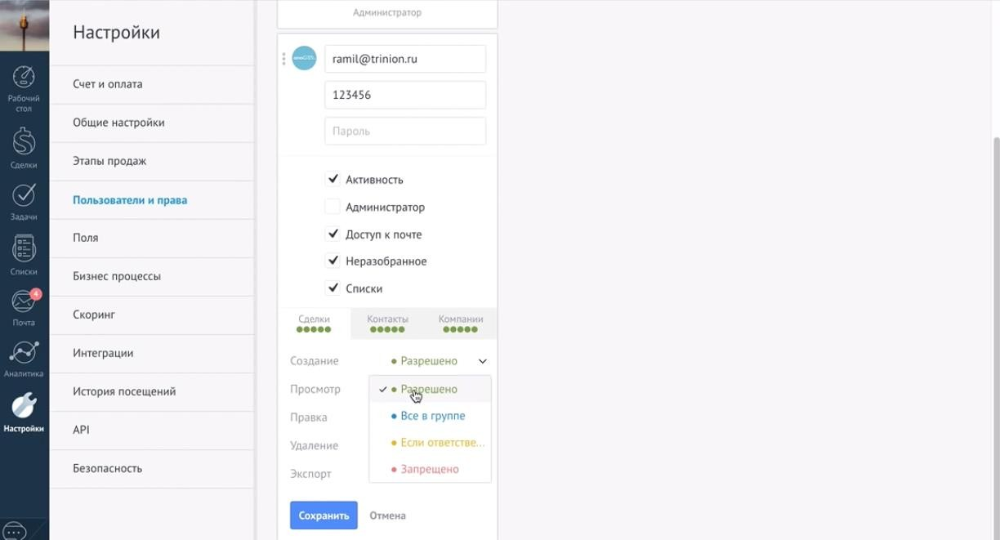 Администратор
Настройки
Рабочий
стол
Сделки
Задачи
Списки
4
Почта
Аналитика
Настройки
Счет и оплата
Общие настройки
Этапы продаж
Пользователи и права
Поля
Бизнес процессы
Скоринг
Интеграции
История посещений
API
Безопасность
ramil@trinion.ru
123456
Пароль
Активность
Администратор
Доступ к почте
Неразобранное
Списки
Сделки Контакты Компании
Создание Разрешено
Просмотр Разрешено
Правка Все в группе
Удаление Если ответстве...
Экспорт Запрещено
Сохранить Отмена